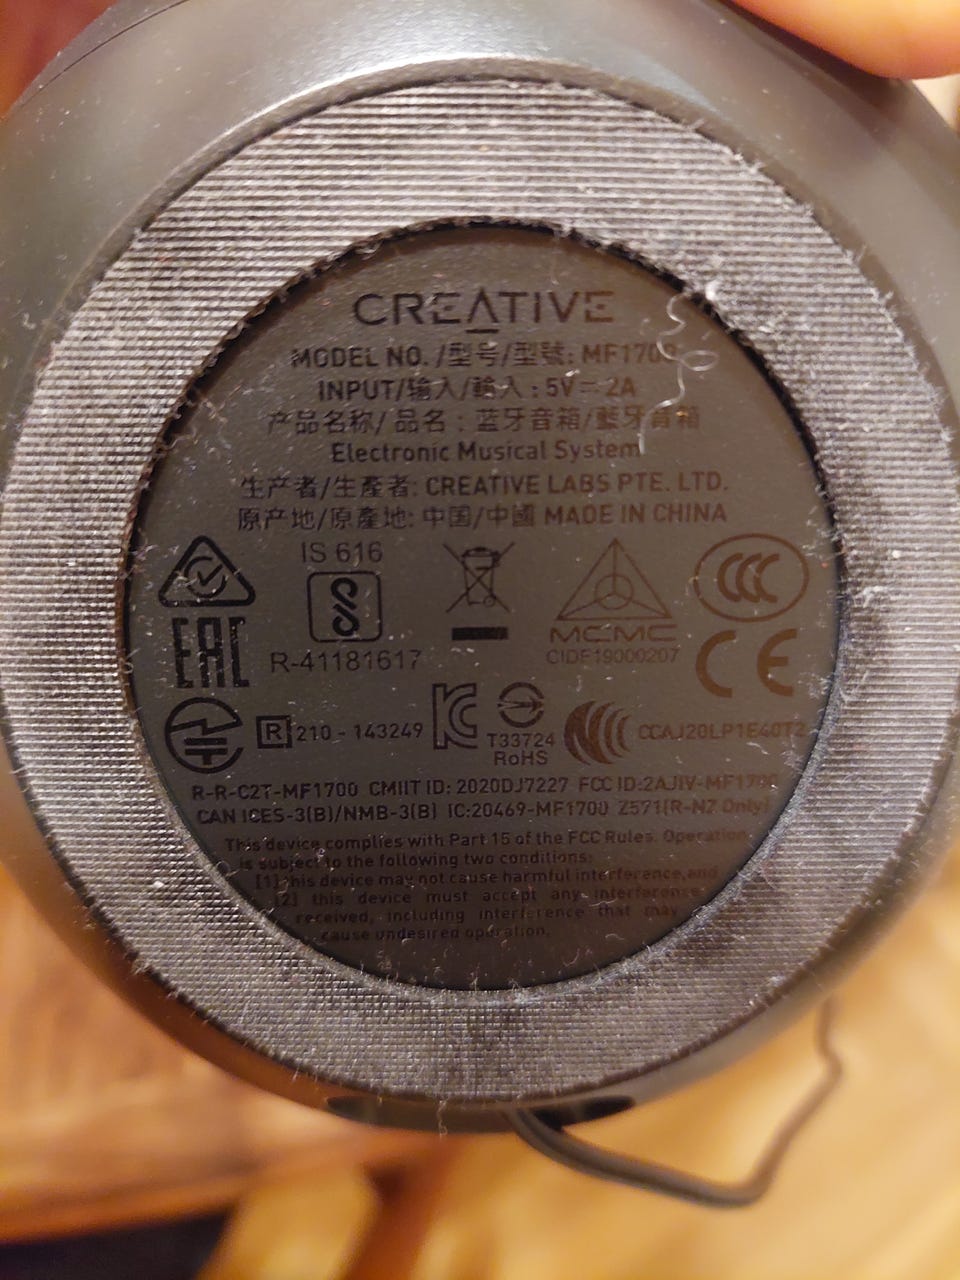 CREATIVE
MODEL NO. /型号/型號: MF1700
INPUT/输入/輸入 : 5V⎓2A
产品名称/ 品名 : 蓝牙音箱/藍牙音箱
Electronic Musical System
生产者/生產者: CREATIVE LABS PTE. LTD.
原产地/原產地: 中国/中國 MADE IN CHINA
IS 616
R-41181617
EAC
MCMC
CIDF19000207
CE
R 210 - 143249
T33724
RoHS
CCAJ20LP1E40T2
R-R-C2T-MF1700 CMIIT ID: 2020DJ7227 FCC ID:2AJIV-MF1700
CAN ICES-3(B)/NMB-3(B) IC:20469-MF1700 Z571(R-NZ Only)
This device complies with Part 15 of the FCC Rules. Operation
is subject to the following two conditions:
[1] this device may not cause harmful interference,and
[2] this device must accept any interference
received, including interference that may
cause undesired operation.